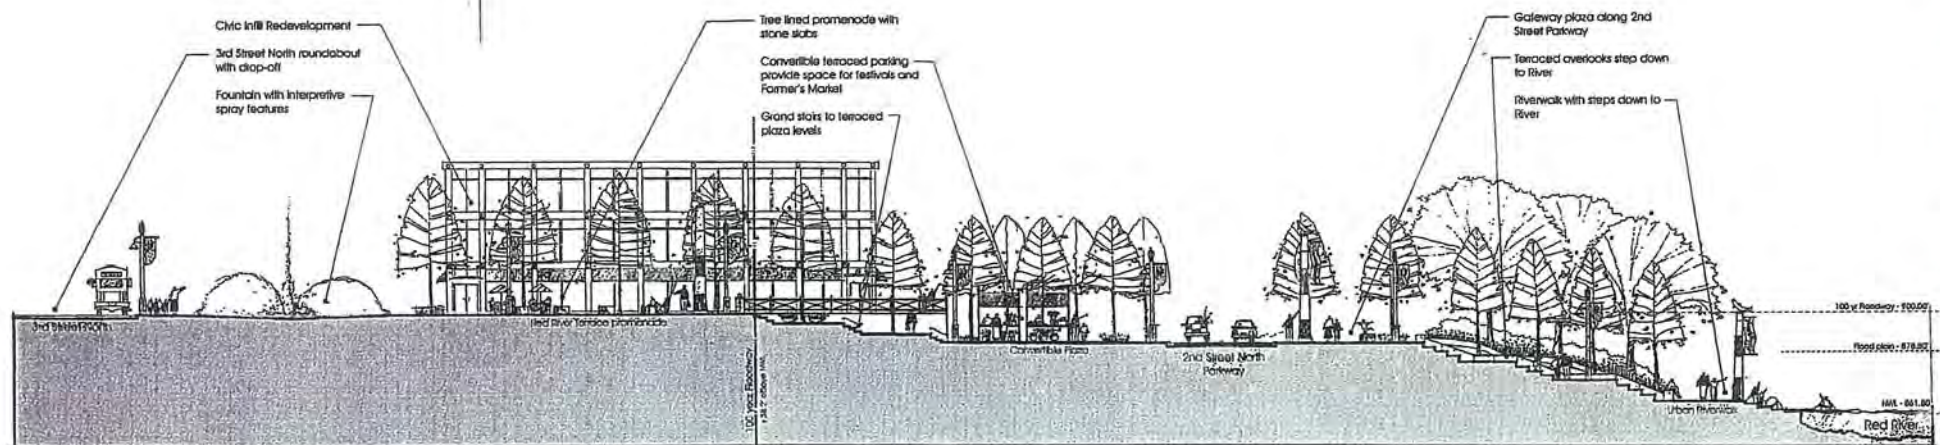 Civic Infill Redevelopment
3rd Street North roundabout
with drop-off
Fountain with interpretive
spray features
Tree lined promenade with
stone slabs
Convertible terraced parking
provide space for festivals and
Farmer's Market
Grand stairs to terraced
plaza levels
Gateway plaza along 2nd
Street Parkway
Terraced overlooks step down
to River
Riverwalk with steps down to
River
3rd Street North
Red River Terrace promenade
100 year Floodway
Convertible Plaza
2nd Street North
Parkway
Urban Riverwalk
100 yr Floodway - 900.00'
Flood plain -
NWL - 861.80
Red River